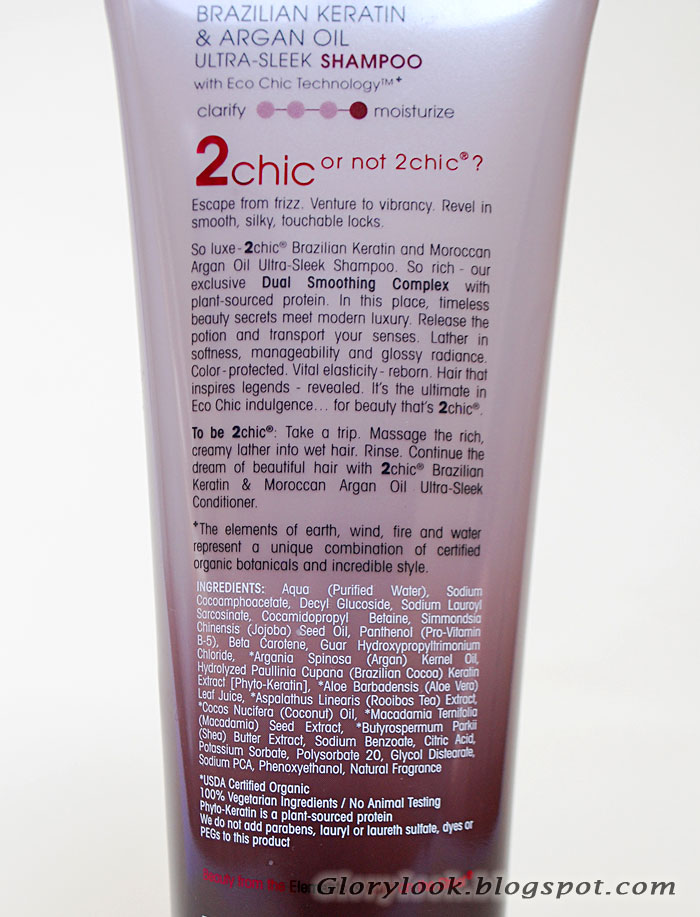 BRAZILIAN KERATIN
& ARGAN OIL
ULTRA-SLEEK SHAMPOO
with Eco Chic Technology™+
clarify moisturize
2chic or not 2chic®?
Escape from frizz. Venture to vibrancy. Revel in
smooth, silky, touchable locks.
So luxe - 2chic® Brazilian Keratin and Moroccan
Argan Oil Ultra-Sleek Shampoo. So rich - our
exclusive Dual Smoothing Complex with
plant-sourced protein. In this place, timeless
beauty secrets meet modern luxury. Release the
potion and transport your senses. Lather in
softness, manageability and glossy radiance.
Color-protected. Vital elasticity - reborn. Hair that
inspires legends - revealed. It's the ultimate in
Eco Chic indulgence... for beauty that's 2chic®.
To be 2chic®: Take a trip. Massage the rich,
creamy lather into wet hair. Rinse. Continue the
dream of beautiful hair with 2chic® Brazilian
Keratin & Moroccan Argan Oil Ultra-Sleek
Conditioner.
+The elements of earth, wind, fire and water
represent a unique combination of certified
organic botanicals and incredible style.
INGREDIENTS: Aqua (Purified Water), Sodium
Cocoamphoacetate, Decyl Glucoside, Sodium Lauroyl
Sarcosinate, Cocamidopropyl Betaine, Simmondsia
Chinensis (Jojoba) Seed Oil, Panthenol (Pro-Vitamin
B-5), Beta Carotene, Guar Hydroxypropyltrimonium
Chloride, *Argania Spinosa (Argan) Kernel Oil,
Hydrolyzed Paullinia Cupana (Brazilian Cocoa) Keratin
Extract [Phyto-Keratin], *Aloe Barbadensis (Aloe Vera)
Leaf Juice, *Aspalathus Linearis (Rooibos Tea) Extract,
*Cocos Nucifera (Coconut) Oil, *Macadamia Ternifolia
(Macadamia) Seed Extract, *Butyrospermum Parkii
(Shea) Butter Extract, Sodium Benzoate, Citric Acid,
Potassium Sorbate, Polysorbate 20, Glycol Distearate,
Sodium PCA, Phenoxyethanol, Natural Fragrance
*USDA Certified Organic
100% Vegetarian Ingredients / No Animal Testing
Phyto-Keratin is a plant-sourced protein
We do not add parabens, lauryl or laureth sulfate, dyes or
PEGs to this product
Beauty from the
Glorylook.blogspot.com